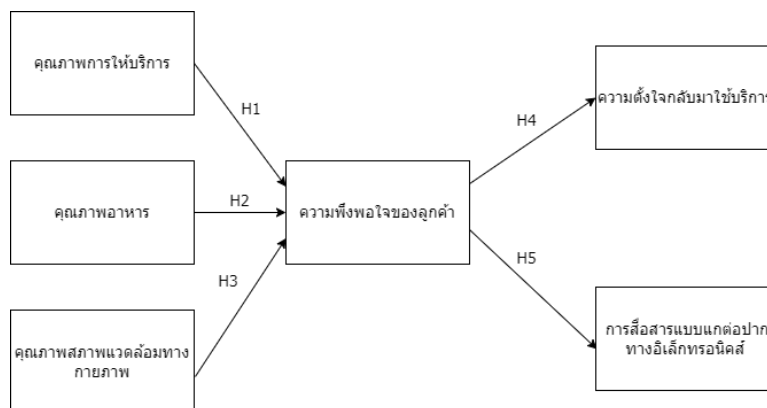 คุณภาพการให้บริการ
H1
คุณภาพอาหาร
H2
H3
คุณภาพสภาพแวดล้อมทาง
กายภาพ
ความพึงพอใจของลูกค้า
H4
ความตั้งใจกลับมาใช้บริการ
H5
การสื่อสารแบบแกต่อปาก
ทางอิเล็กทรอนิคส์